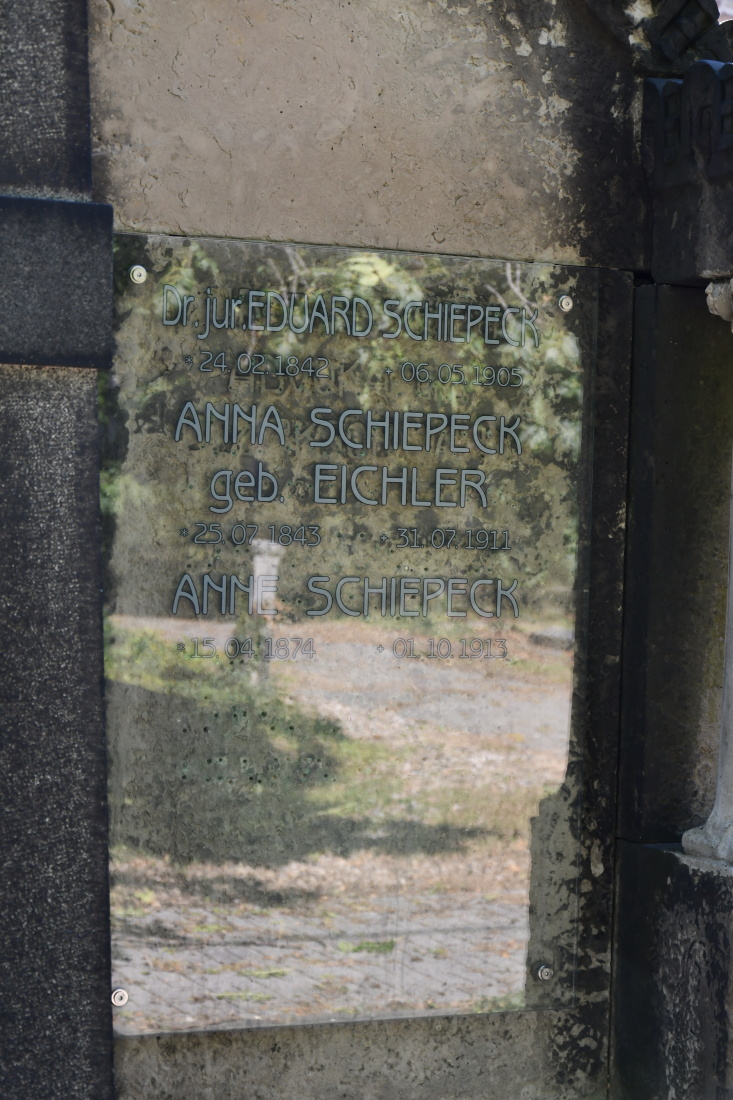 Dr. jur. EDUARD SCHIEPECK
* 24.02.1842 + 06.05.1905
ANNA SCHIEPECK
geb. EICHLER
* 25.07.1843 + 31.07.1911
ANNE SCHIEPECK
* 15.04.1874 + 01.10.1913